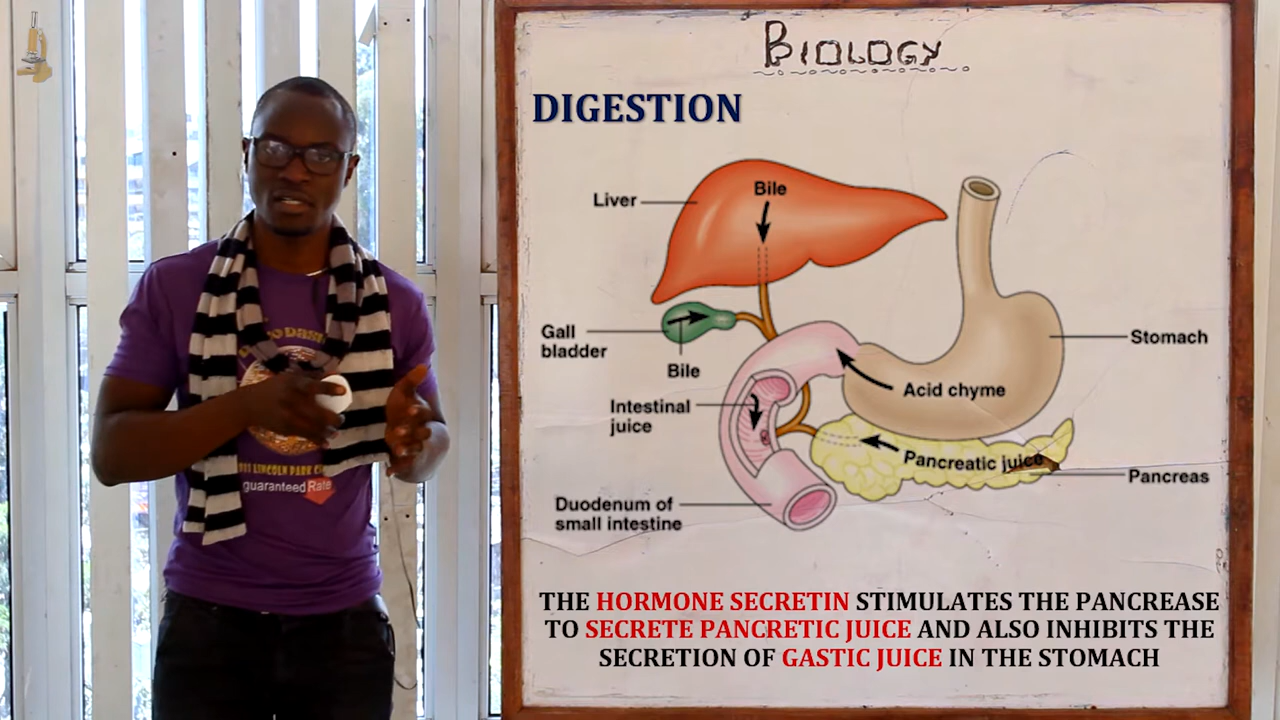 BIOLOGY
DIGESTION
Bile
Liver
Gall
bladder
Bile
Stomach
Acid chyme
Intestinal
juice
Pancreatic juice
Pancreas
Duodenum of
small intestine
THE HORMONE SECRETIN STIMULATES THE PANCREASE
TO SECRETE PANCRETIC JUICE AND ALSO INHIBITS THE
SECRETION OF GASTIC JUICE IN THE STOMACH
LINCOLN PARK
guaranteed Rate